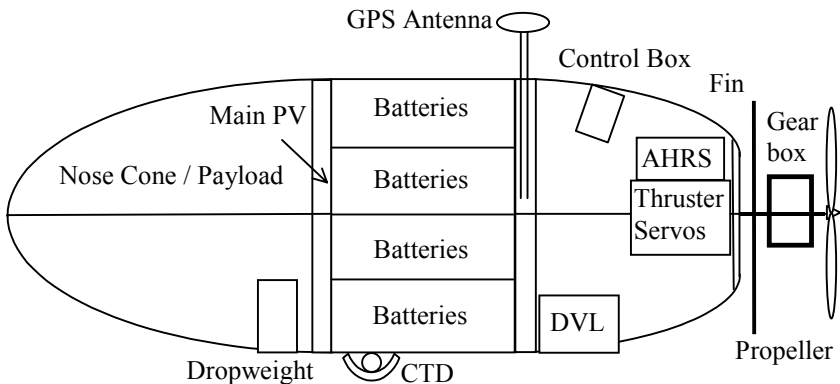 GPS Antenna
Control Box
Fin
Main PV
Batteries
Gear
box
Nose Cone / Payload
Batteries
AHRS
Thruster
Servos
Batteries
Batteries
DVL
Dropweight
CTD
Propeller